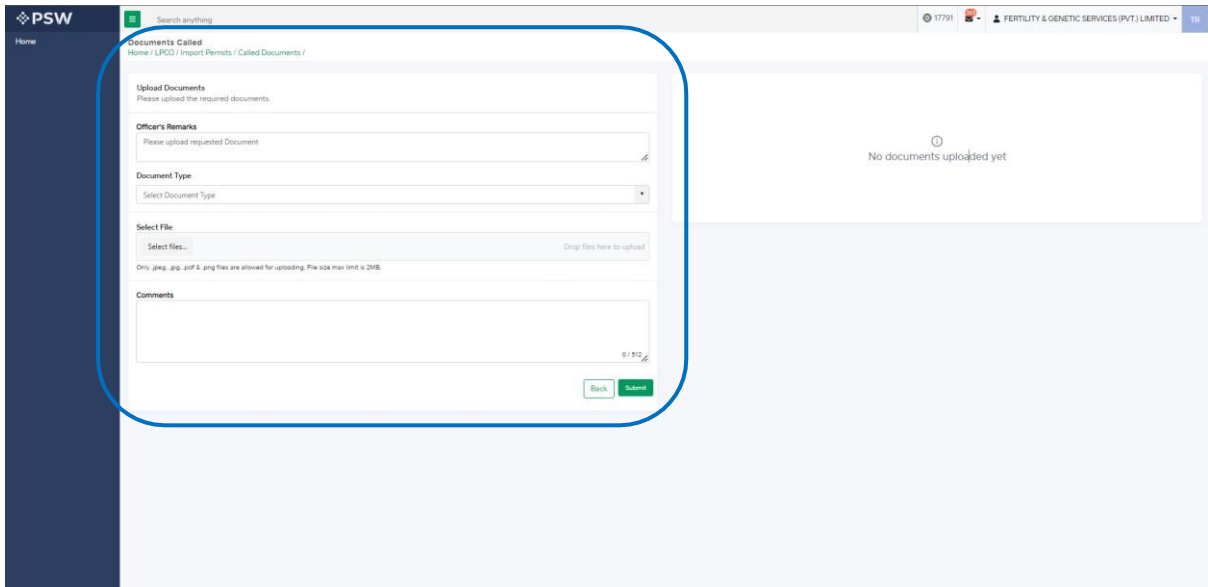 PSW
Search anything
17791
FERTILITY & GENETIC SERVICES (PVT.) LIMITED
TR
Home
Documents Called
Home / LPCO / Import Permits / Called Documents /
Upload Documents
Please upload the required documents.
Officer's Remarks
Please upload requested Document
No documents uploaded yet
Document Type
Select Document Type
Select File
Select files...
Drop files here to upload
Only .jpeg, .jpg, .pdf & .png files are allowed for uploading. File size max limit is 2MB.
Comments
0 / 512
Back
Submit